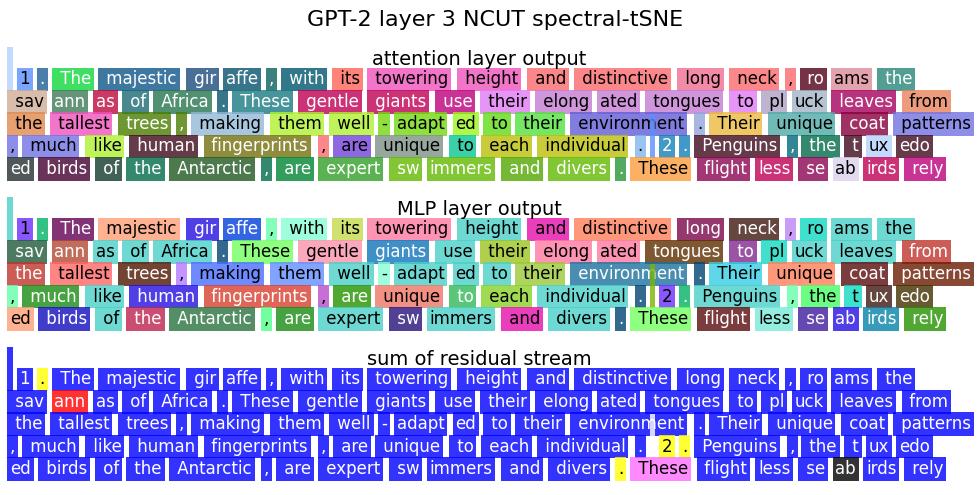 GPT-2 layer 3 NCUT spectral-tSNE
attention layer output
1 . The majestic gir affe , with its towering height and distinctive long neck , ro ams the
sav ann as of Africa . These gentle giants use their elong ated tongues to pl uck leaves from
the tallest trees , making them well - adapt ed to their environment . Their unique coat patterns
, much like human fingerprints , are unique to each individual . 2 . Penguins , the t ux edo
ed birds of the Antarctic , are expert sw immers and divers . These flight less se ab irds rely
MLP layer output
1 . The majestic gir affe , with its towering height and distinctive long neck , ro ams the
sav ann as of Africa . These gentle giants use their elong ated tongues to pl uck leaves from
the tallest trees , making them well - adapt ed to their environment . Their unique coat patterns
, much like human fingerprints , are unique to each individual . 2 . Penguins , the t ux edo
ed birds of the Antarctic , are expert sw immers and divers . These flight less se ab irds rely
sum of residual stream
1 . The majestic gir affe , with its towering height and distinctive long neck , ro ams the
sav ann as of Africa . These gentle giants use their elong ated tongues to pl uck leaves from
the tallest trees , making them well - adapt ed to their environment . Their unique coat patterns
, much like human fingerprints , are unique to each individual . 2 . Penguins , the t ux edo
ed birds of the Antarctic , are expert sw immers and divers . These flight less se ab irds rely